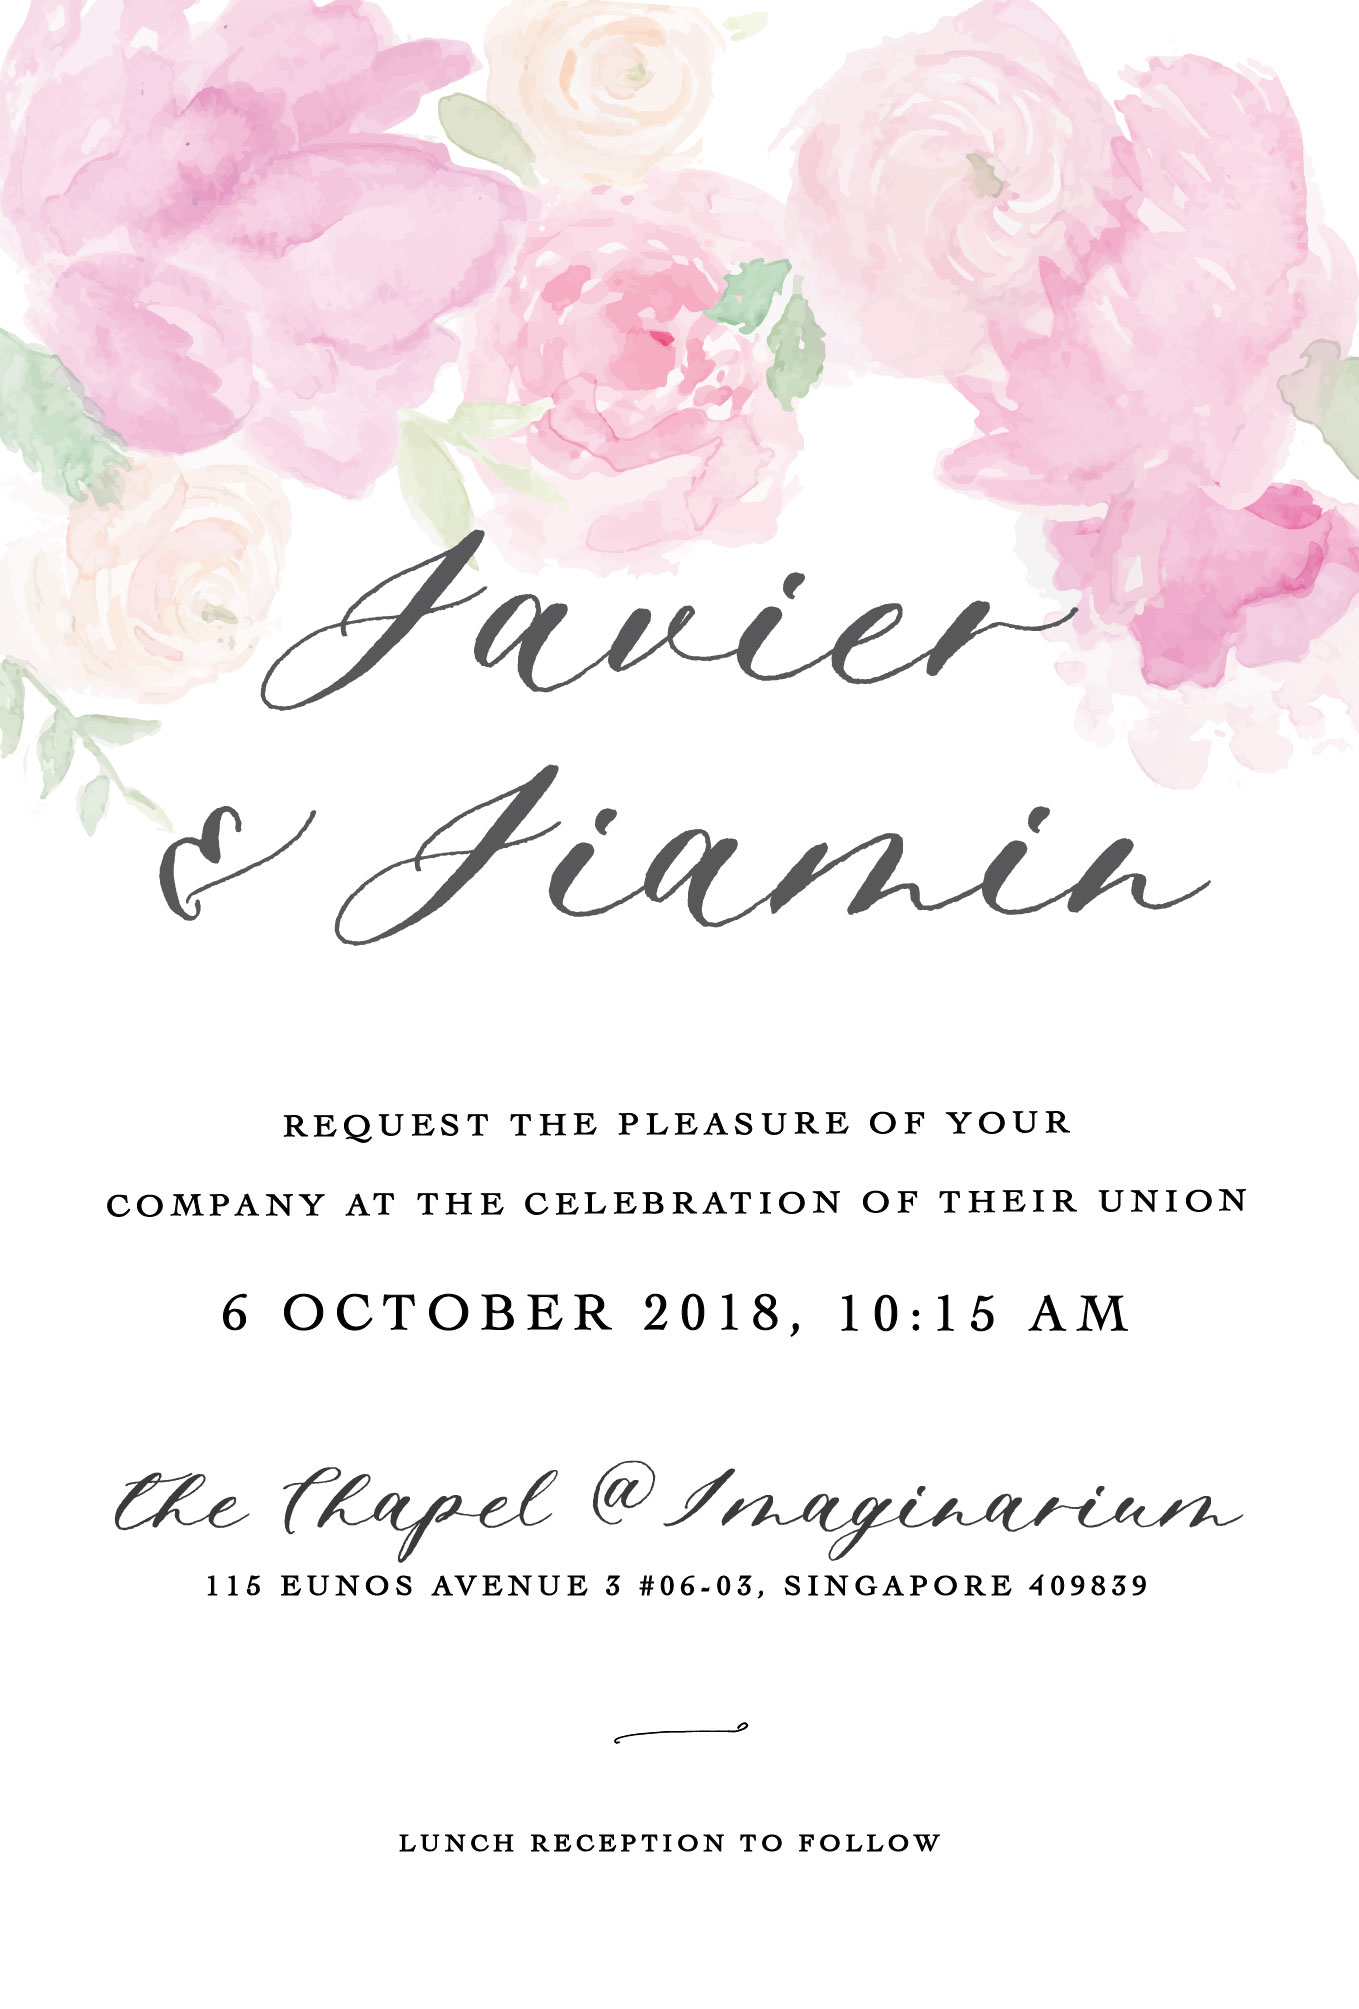 Javier
& Jiamin
REQUEST THE PLEASURE OF YOUR
COMPANY AT THE CELEBRATION OF THEIR UNION
6 OCTOBER 2018, 10:15 AM
the Chapel @ Imaginarium
115 EUNOS AVENUE 3 #06-03, SINGAPORE 409839
LUNCH RECEPTION TO FOLLOW